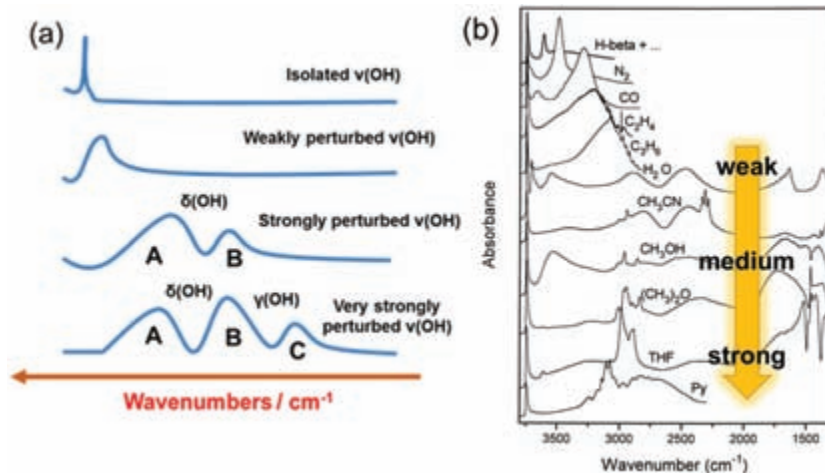 (a)
Isolated ν(OH)
Weakly perturbed ν(OH)
δ(OH)
Strongly perturbed ν(OH)
A
B
δ(OH)
γ(OH)
Very strongly
perturbed ν(OH)
A
B
C
Wavenumbers / cm⁻¹
(b)
H-beta + ...
N₂
CO
C₂H₄
C₃H₆
H₂O
weak
CH₃CN
CH₃OH
medium
(CH₃)₂O
strong
THF
Py
Absorbance
3500 3000 2500 2000 1500
Wavenumber (cm⁻¹)